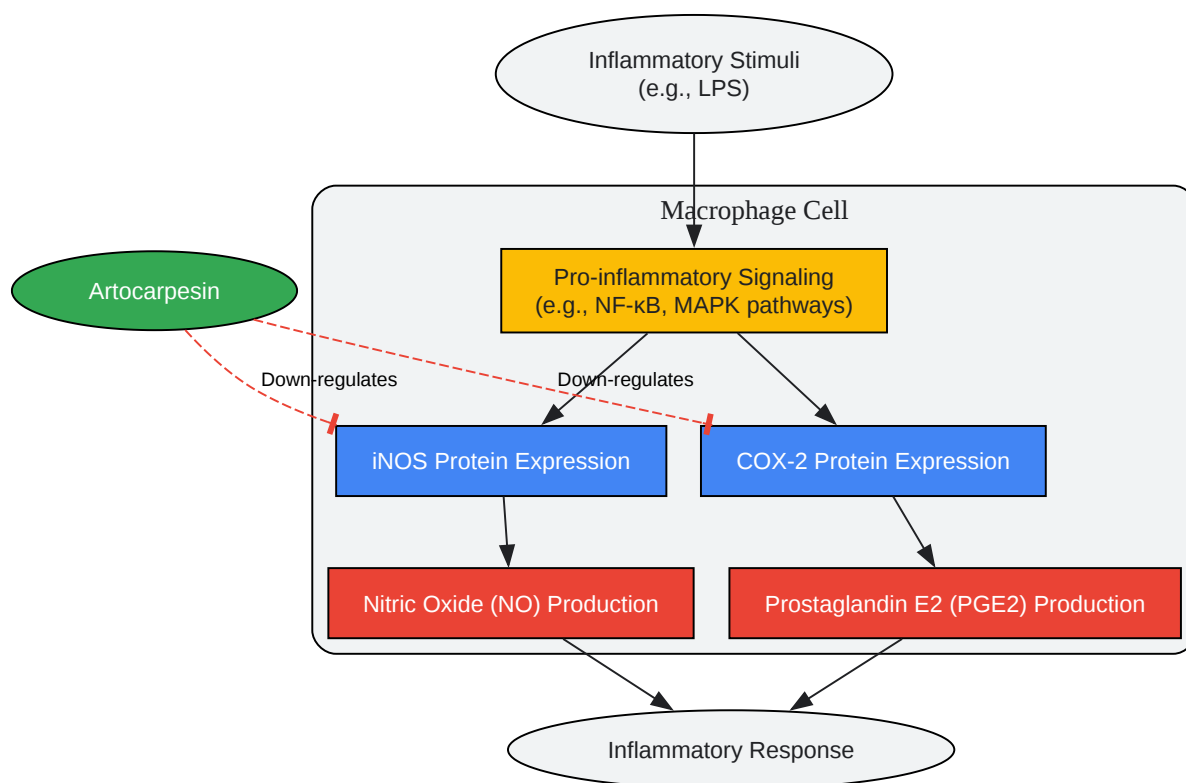 Inflammatory Stimuli
(e.g., LPS)
Macrophage Cell
Pro-inflammatory Signaling
(e.g., NF-κB, MAPK pathways)
Artocarpesin
Down-regulates
Down-regulates
iNOS Protein Expression
COX-2 Protein Expression
Nitric Oxide (NO) Production
Prostaglandin E2 (PGE2) Production
Inflammatory Response